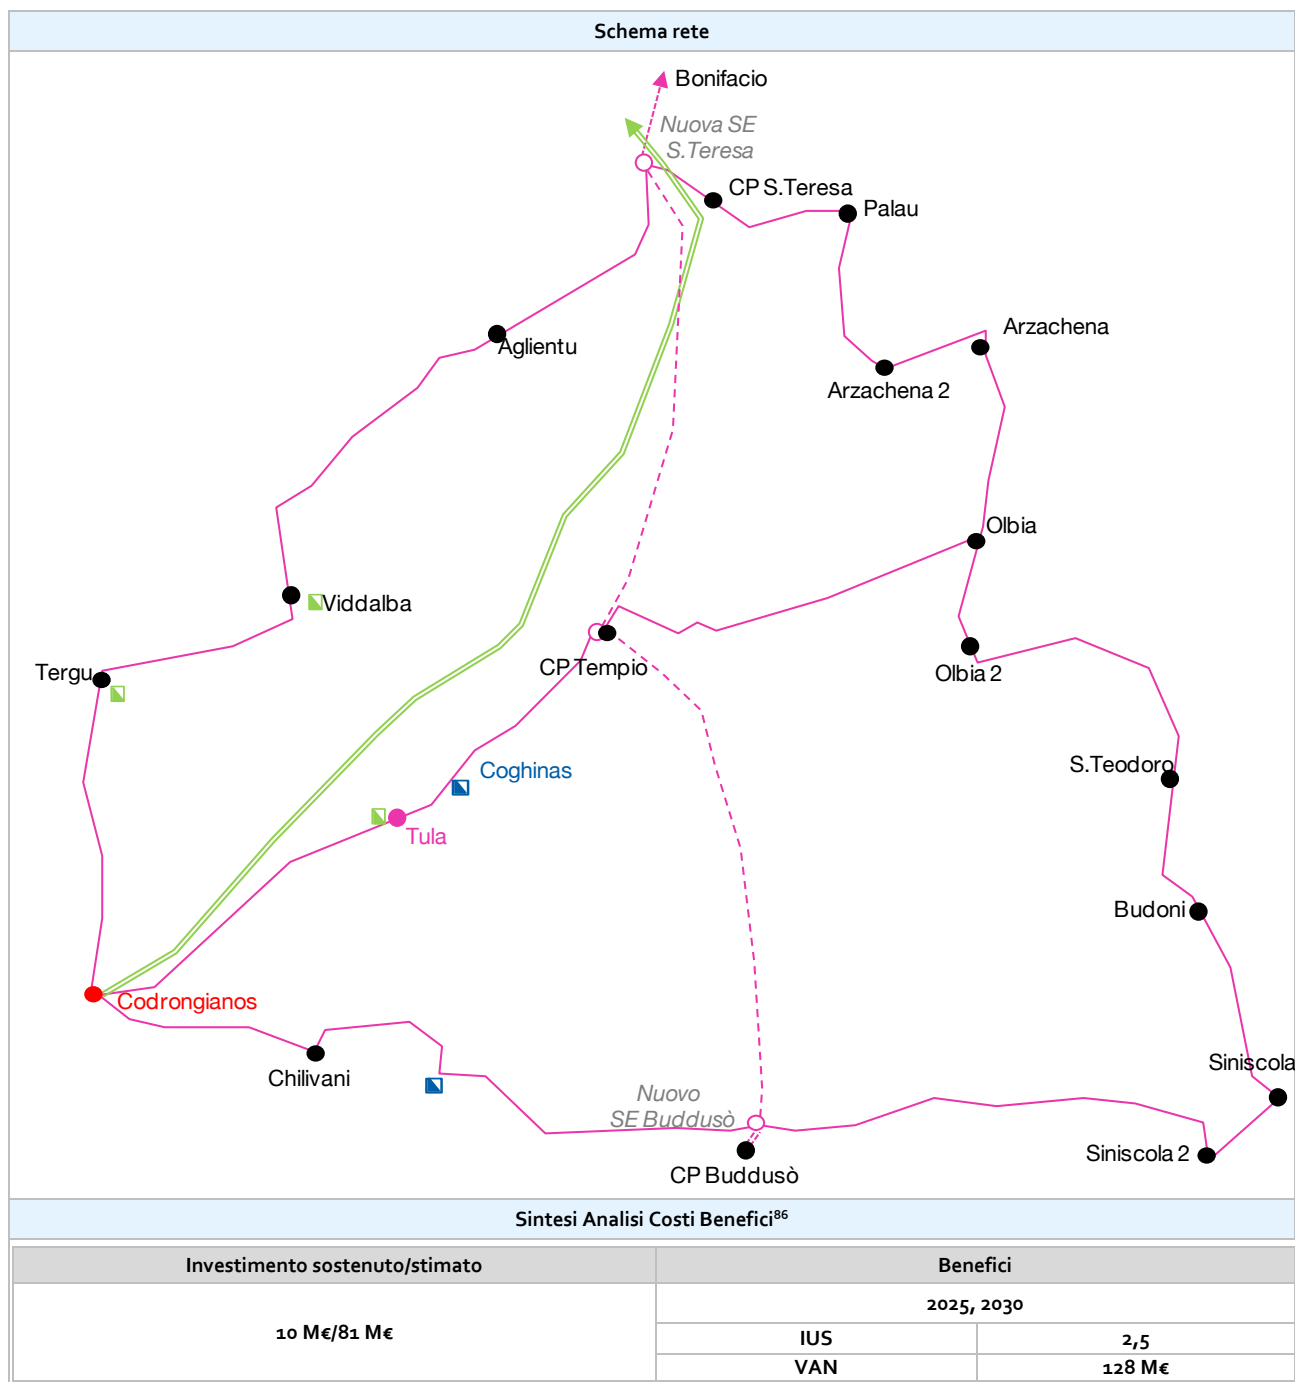 Schema rete
Bonifacio
Nuova SE
S.Teresa
CP S.Teresa
Palau
Arzachena
Aglientu
Arzachena 2
Olbia
Viddalba
CP Tempio
Tergu
Olbia 2
S.Teodoro
Coghinas
Tula
Budoni
Codrongianos
Siniscola
Chilivani
Nuovo
SE Buddusò
Siniscola 2
CP Buddusò
Sintesi Analisi Costi Benefici86
Investimento sostenuto/stimato
Benefici
2025, 2030
10 M€/81 M€
IUS
2,5
VAN
128 M€